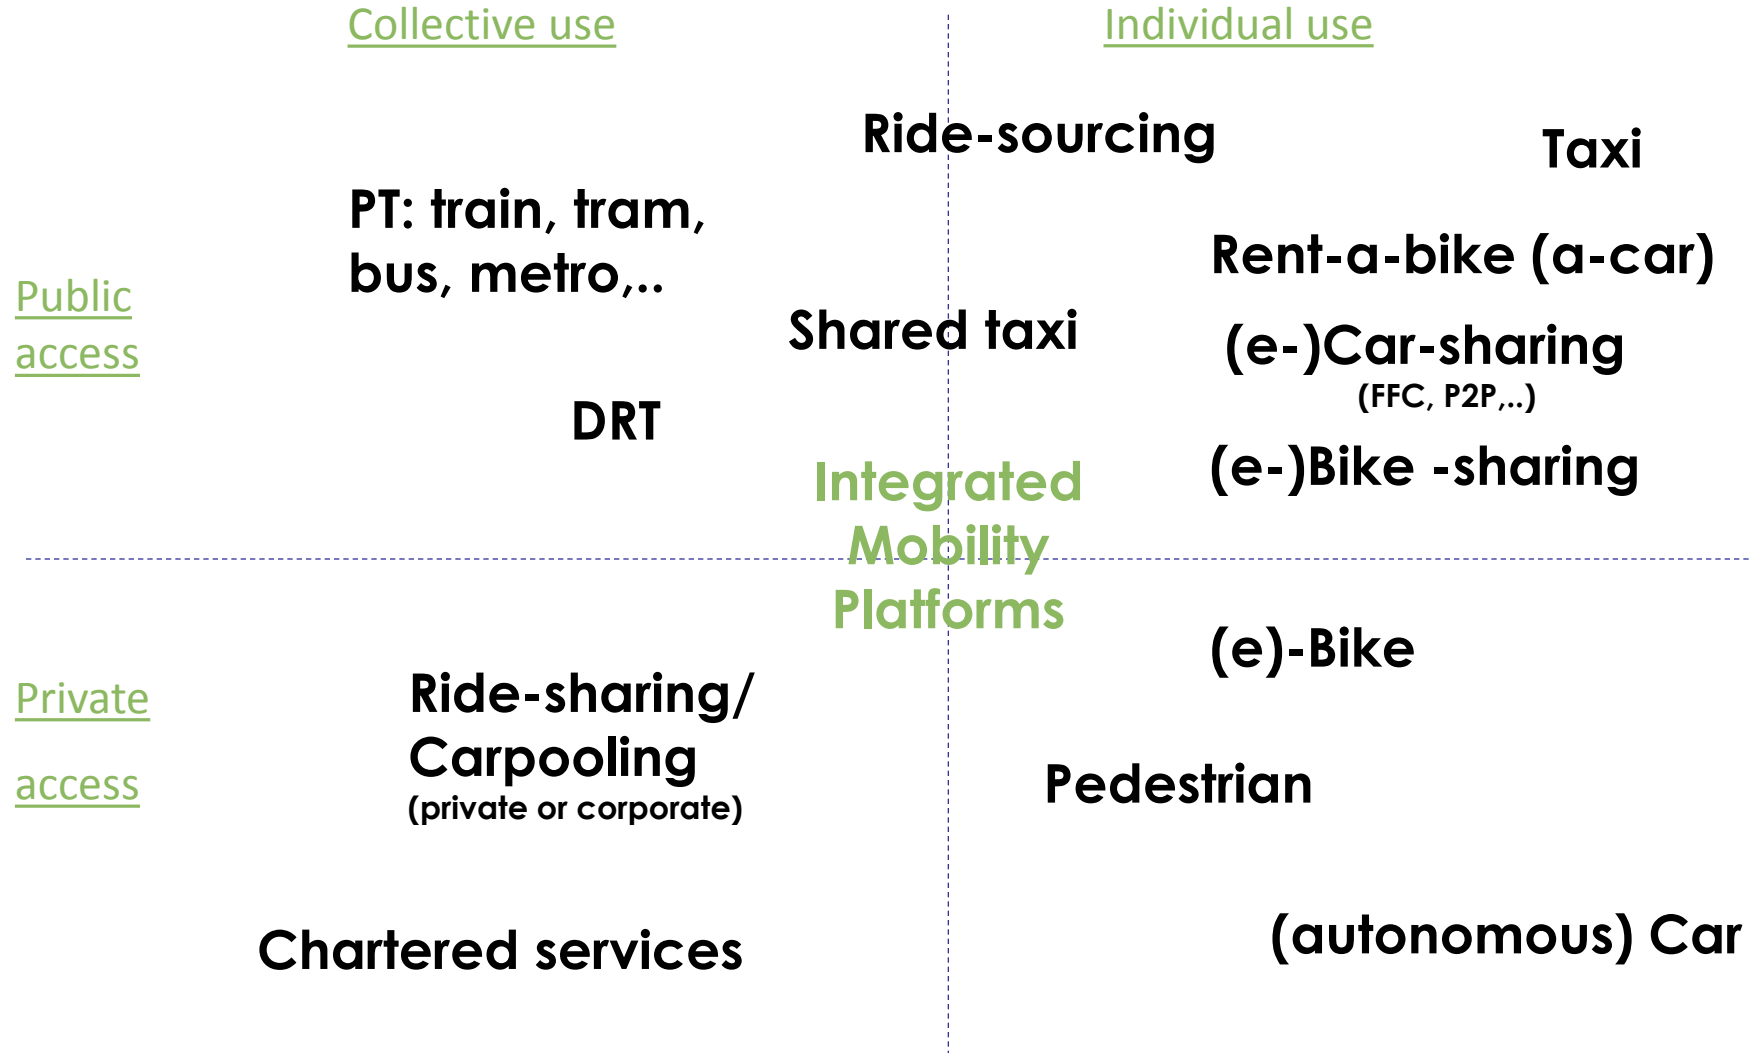 Collective use
Individual use
Ride-sourcing
Taxi
PT: train, tram,
bus, metro,..
Rent-a-bike (a-car)
Public
access
Shared taxi
(e-)Car-sharing
(FFC, P2P,..)
DRT
(e-)Bike -sharing
Integrated
Mobility
Platforms
(e)-Bike
Private
access
Ride-sharing/
Carpooling
(private or corporate)
Pedestrian
Chartered services
(autonomous) Car